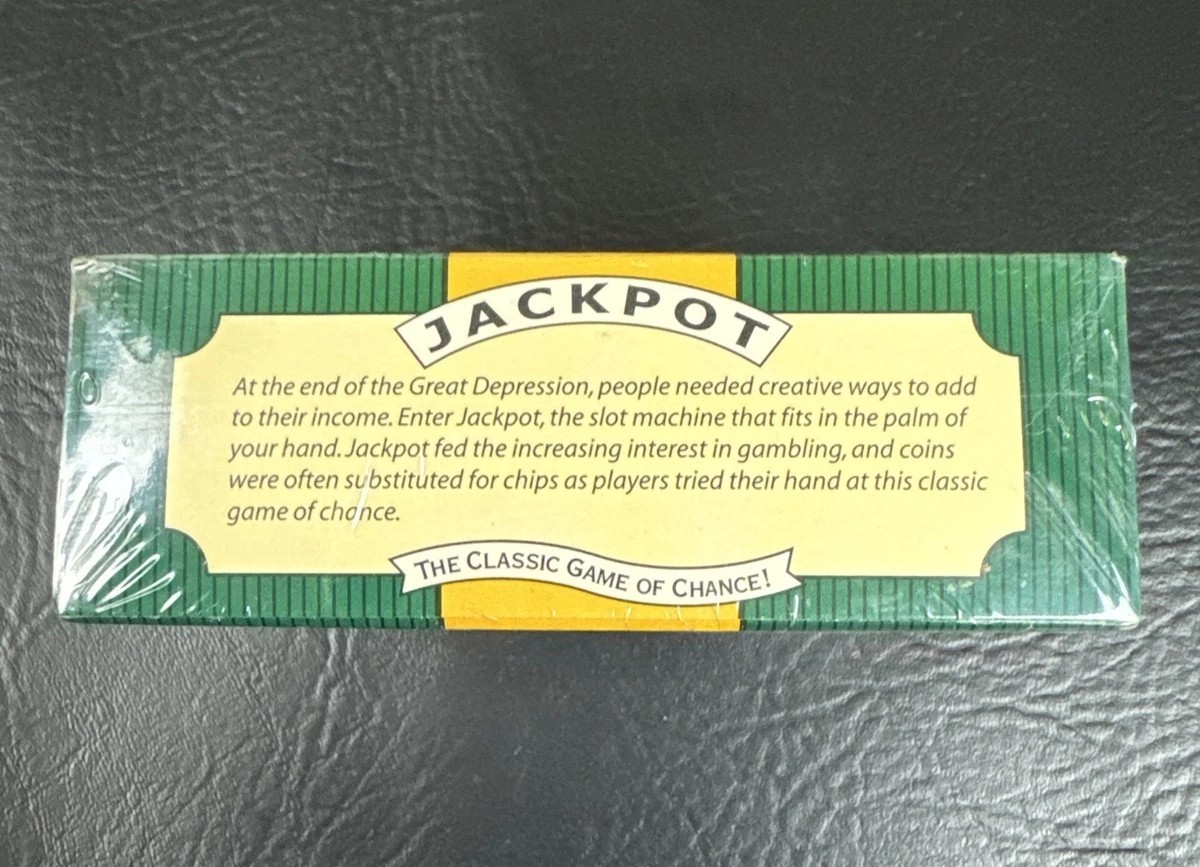 JACKPOT
At the end of the Great Depression, people needed creative ways to add
to their income. Enter Jackpot, the slot machine that fits in the palm of
your hand. Jackpot fed the increasing interest in gambling, and coins
were often substituted for chips as players tried their hand at this classic
game of chance.
THE CLASSIC GAME OF CHANCE!